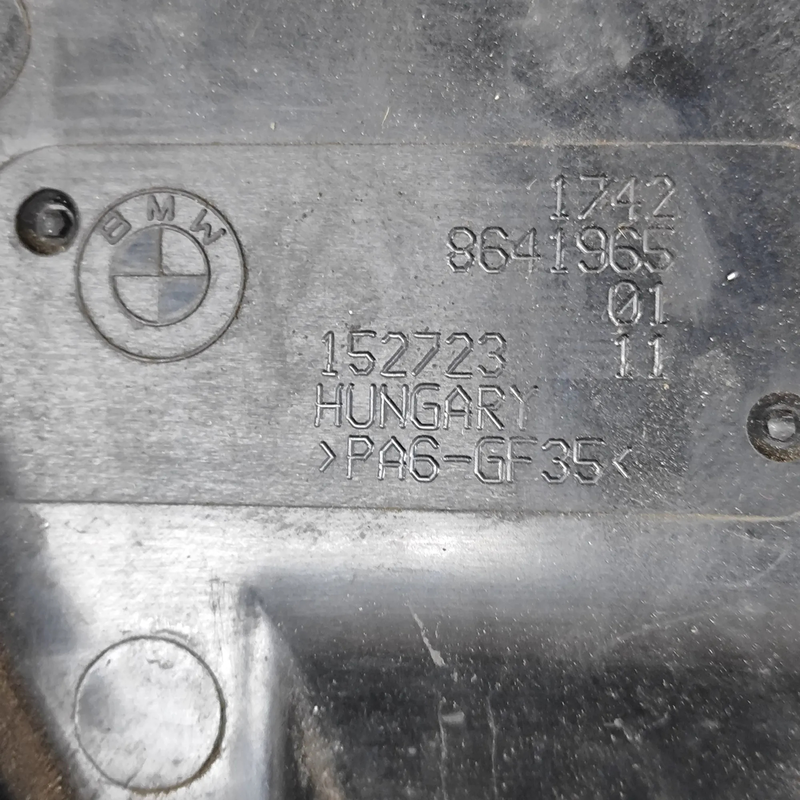 BMW
1742
8641965
01
152723 11
HUNGARY
>PA6-GF35<